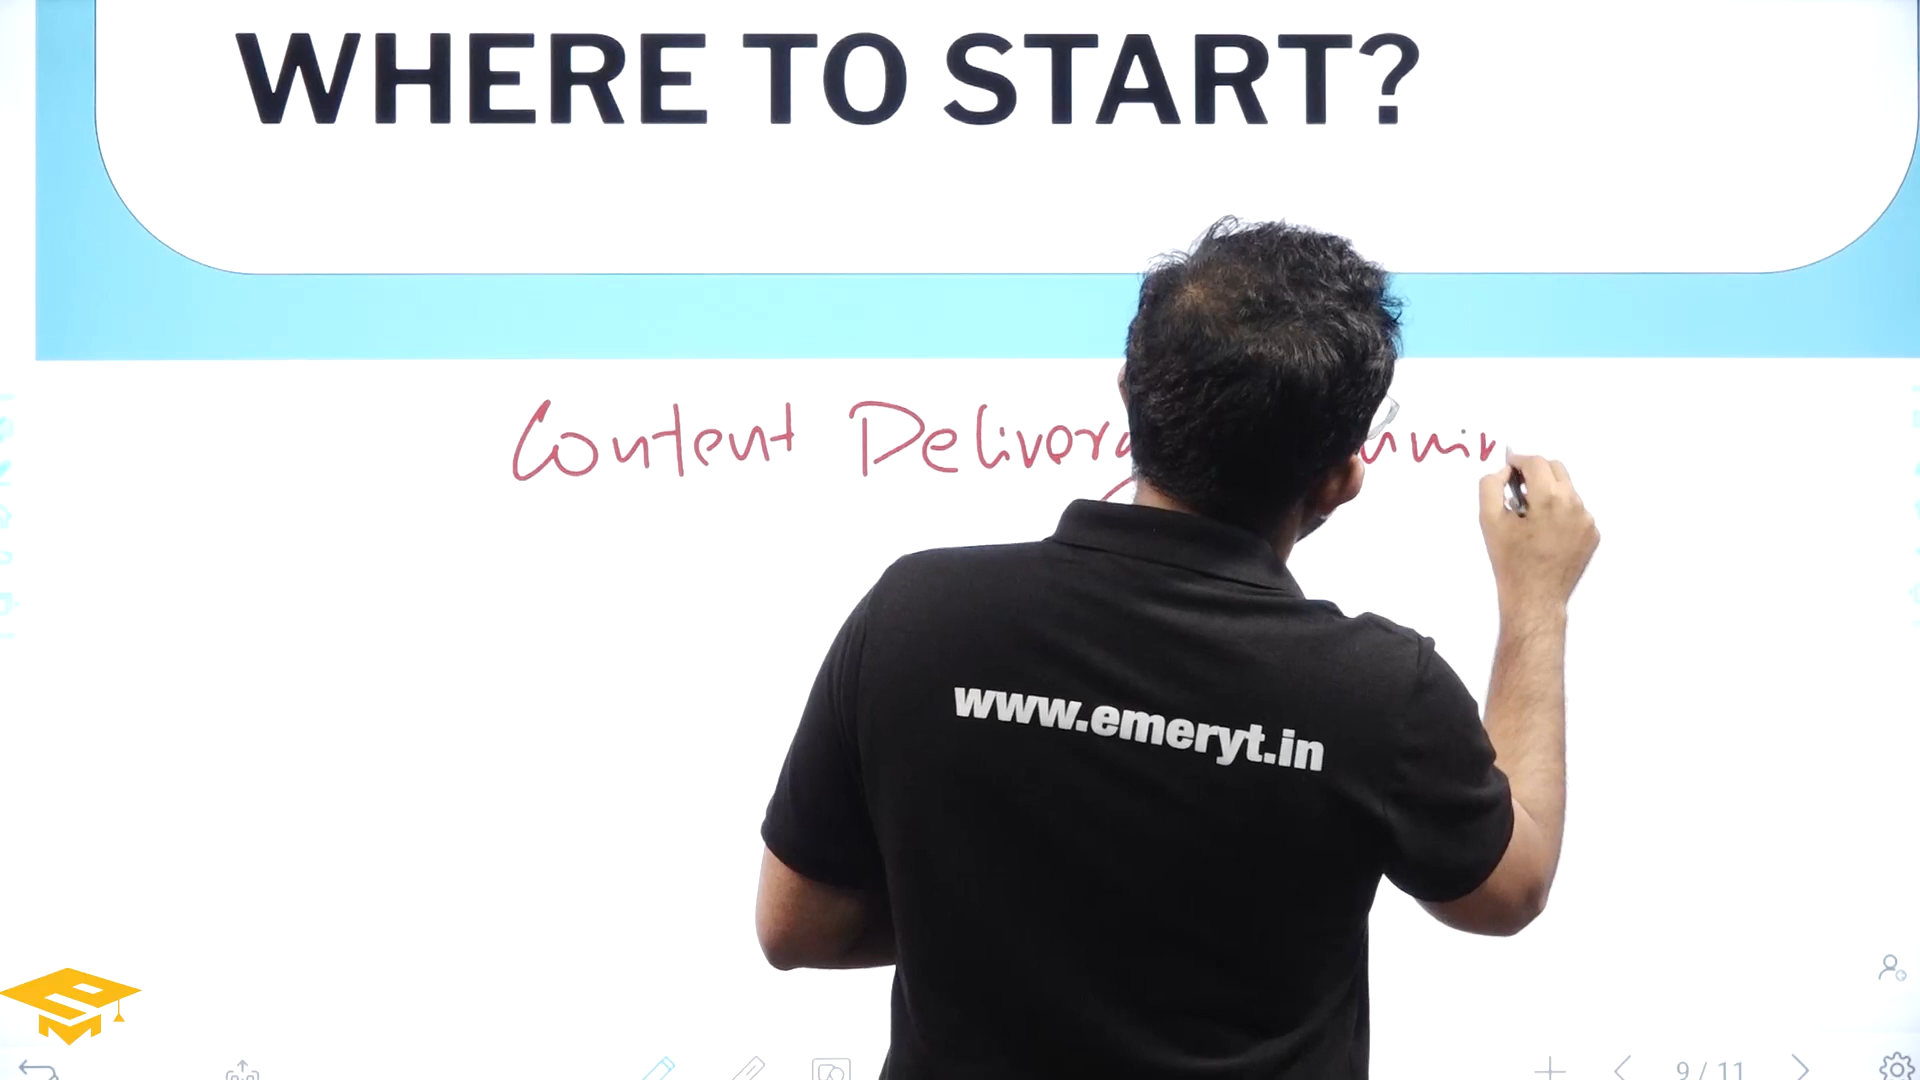 WHERE TO START?
Content Delivery
www.emeryt.in
9 / 11